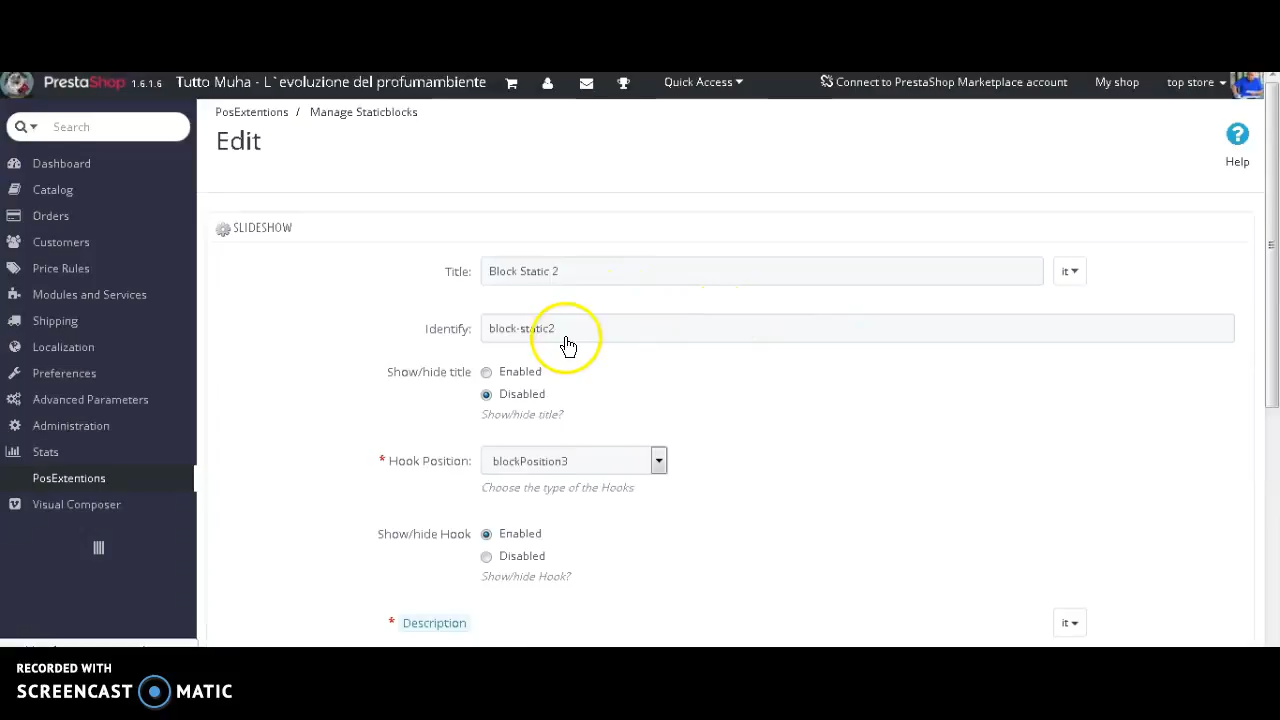 PrestaShop 1.6.1.6 Tutto Muha - L`evoluzione del profumambiente Quick Access Connect to PrestaShop Marketplace account My shop top store
Search
Dashboard
Catalog
Orders
Customers
Price Rules
Modules and Services
Shipping
Localization
Preferences
Advanced Parameters
Administration
Stats
PosExtentions
Visual Composer
PosExtentions / Manage Staticblocks
Edit
Help
SLIDESHOW
Title: Block Static 2 it
Identify: block-static2
Show/hide title Enabled
Disabled
Show/hide title?
* Hook Position: blockPosition3
Choose the type of the Hooks
Show/hide Hook Enabled
Disabled
Show/hide Hook?
* Description it
RECORDED WITH
SCREENCAST MATIC